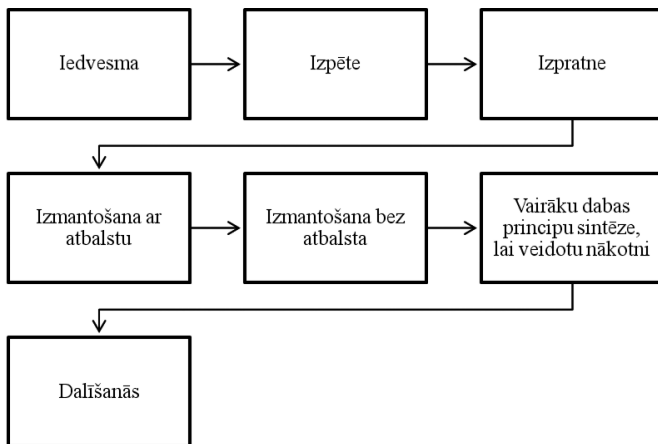 Iedvesma
Izpēte
Izpratne
Izmantošana ar
atbalstu
Izmantošana bez
atbalsta
Vairāku dabas
principu sintēze,
lai veidotu nākotni
Dalīšanās